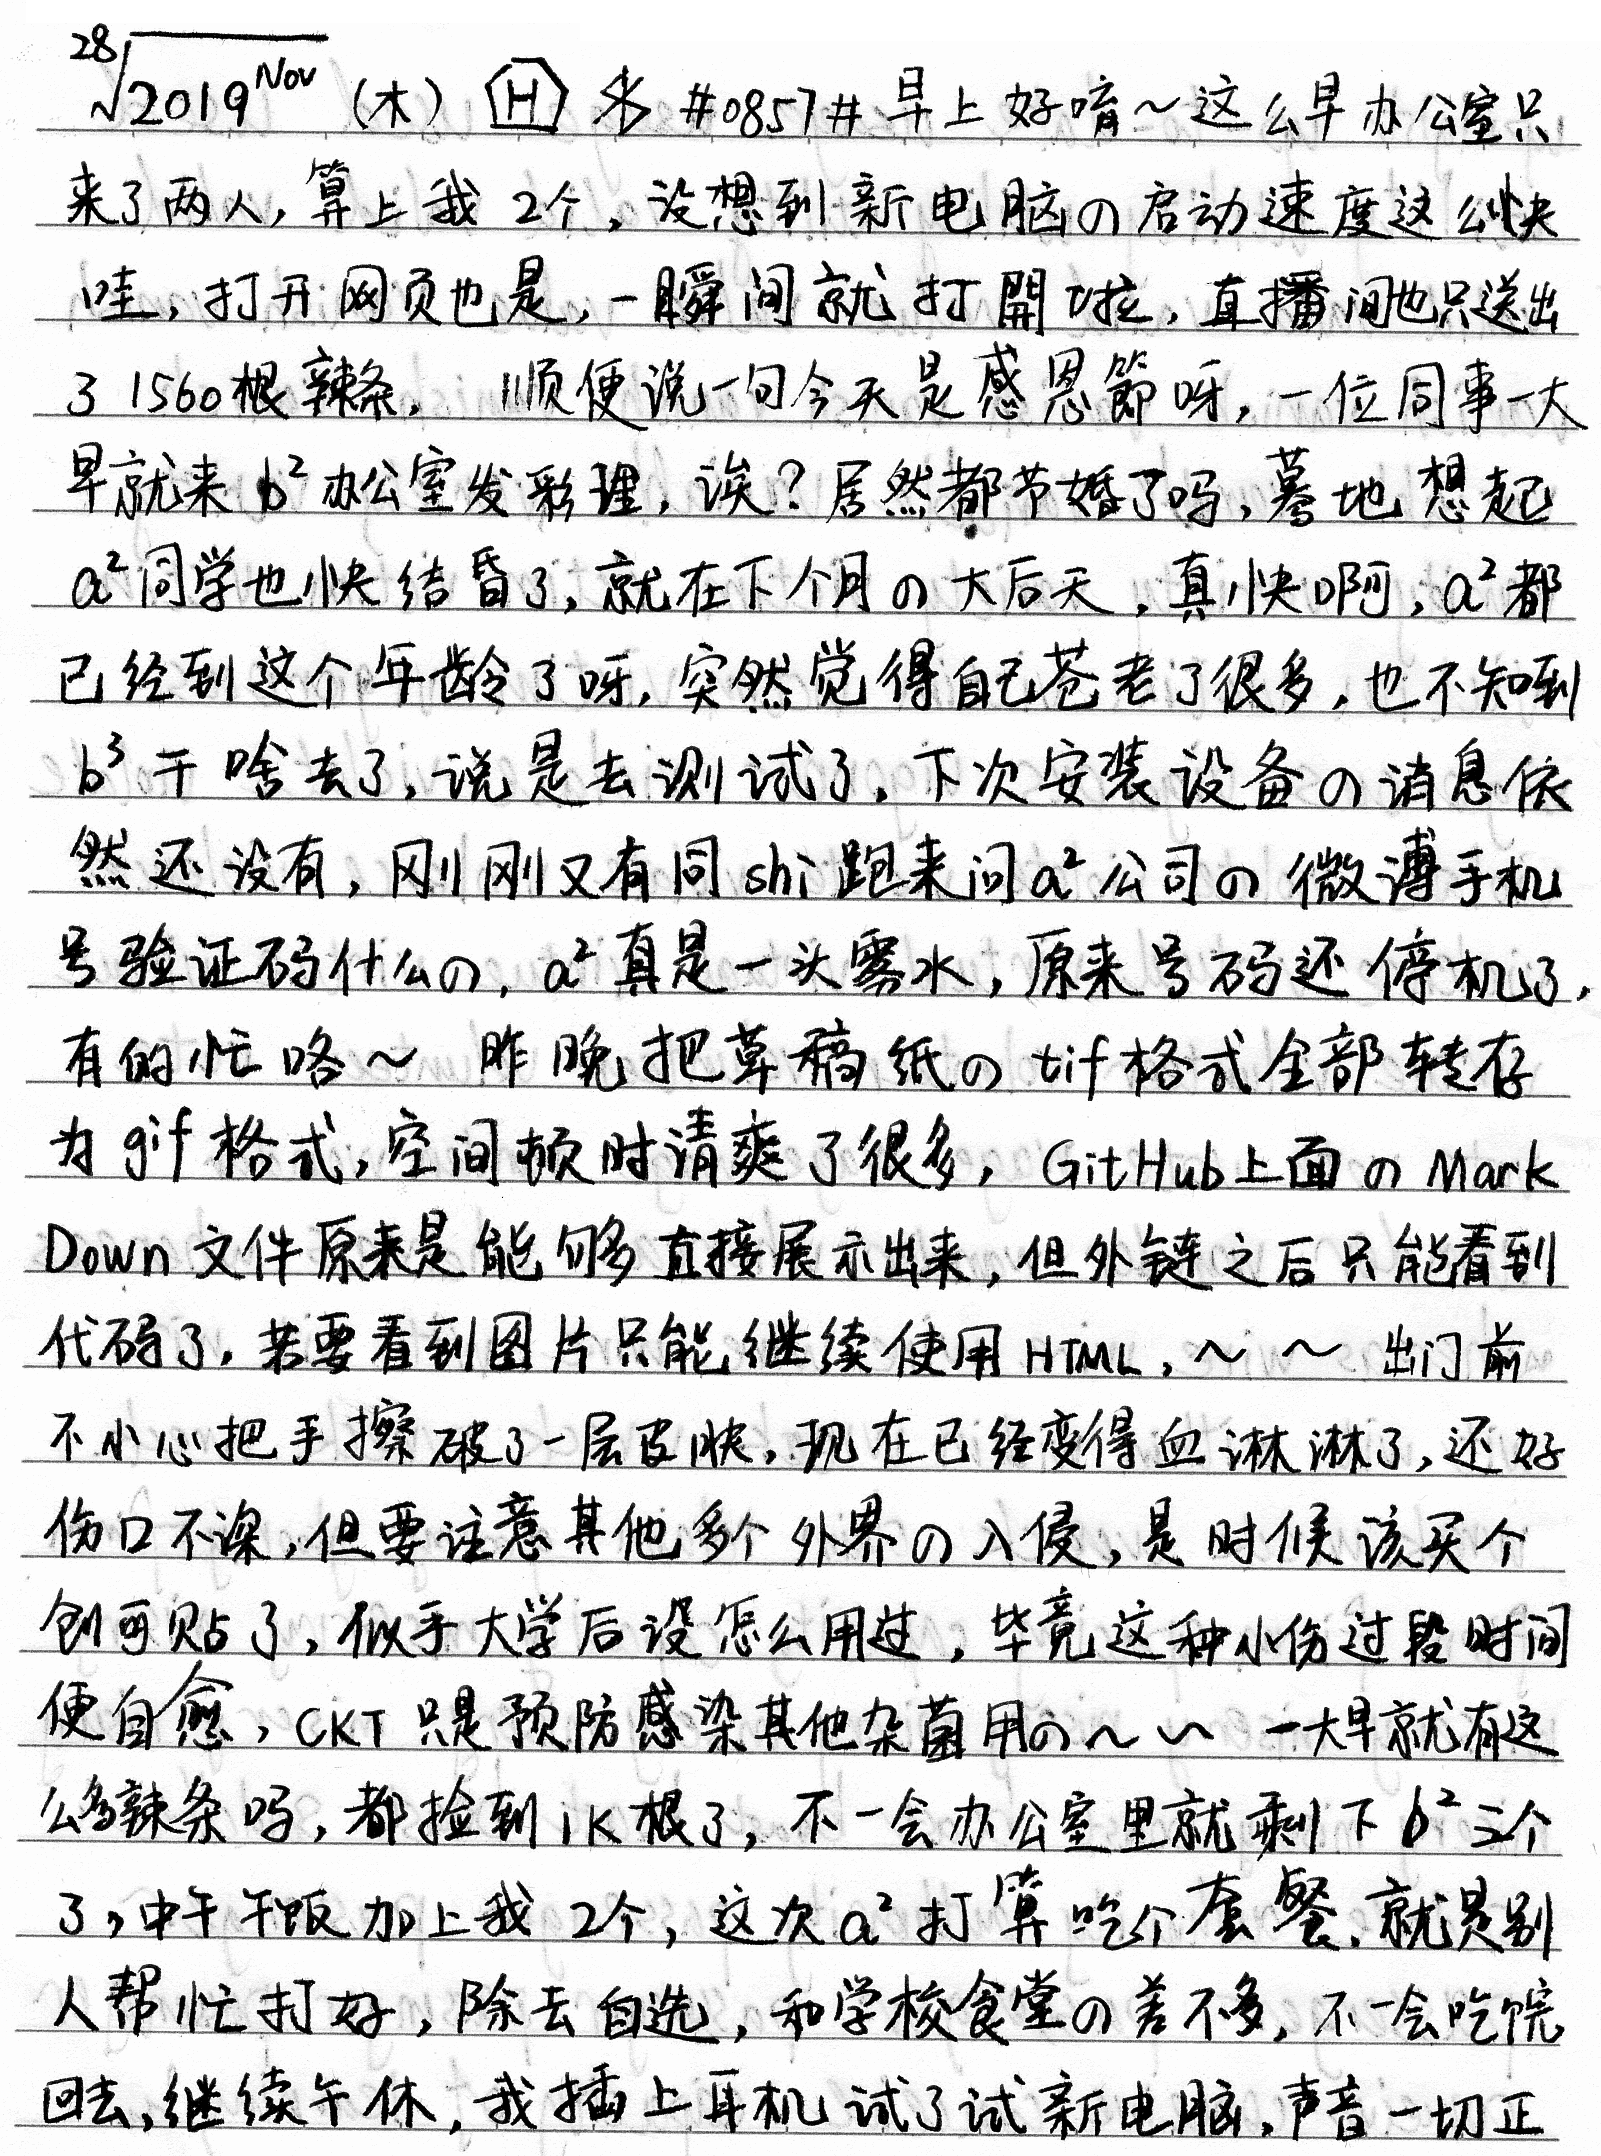 28√2019Nov (木) H #0857# 早上好唷～这么早办公室只
来了两人,算上我2个,没想到新电脑の启动速度这么快
哇,打开网页也是,一瞬间就打開啦,直播间也只送出
了1560根辣条. 顺便说一句今天是感恩節呀,一位同事一大
早就来b²办公室发彩理,诶?居然都节婚了吗,蓦地想起
a²同学也快结昏了,就在下个月の大后天,真快啊,a²都
已经到这个年龄了呀,突然觉得自己苍老了很多,也不知到
b³干啥去了,说是去测试了,下次安装设备の消息依
然还没有,刚刚又有同shi跑来问a²公司の微溥手机
号验证码什么の,a²真是一头雾水,原来号码还停机了,
有的忙咯～ 昨晚把草稿纸のtif格式全部转存
为gif格式,空间顿时清爽了很多,GitHub上面のMark
Down文件原来是能够直接展示出来,但外链之后只能看到
代码了,若要看到图片只能继续使用HTML,～～出门前
不小心把手擦破了一层皮肤,现在已经变得血淋淋了,还好
伤口不深,但要注意其他多个外界の入侵,是时候该买个
创可贴了,似乎大学后没怎么用过,毕竟这种小伤过段时间
便自愈,CKT只是预防感染其他杂菌用の～～ 一大早就有这
么多辣条吗,都捡到1K根了,不一会办公室里就剩下b²三个
了,中午干饭加上我2个,这次a²打算吃个套餐,就是别
人帮忙打好,除去自选,和学校食堂の差不多,不一会吃完
回去,继续午休,我插上耳机试了试新电脑,声音一切正